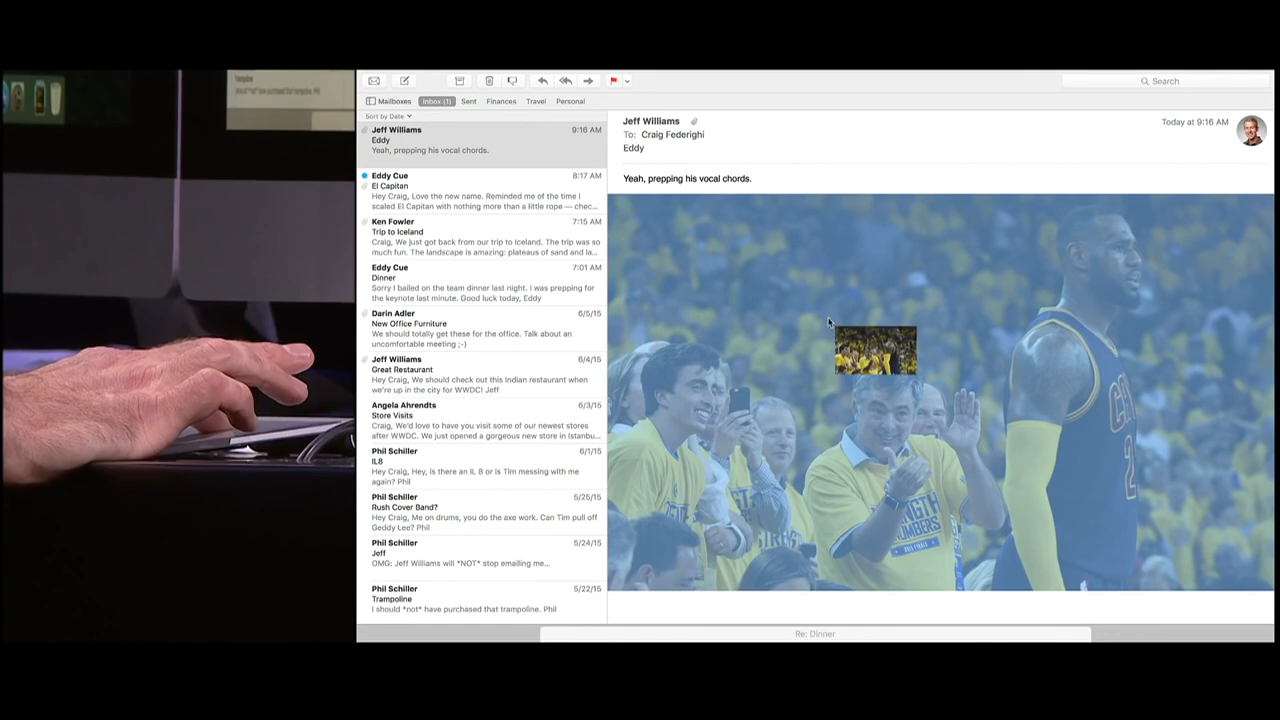 Search
Mailboxes
Inbox (1)
Sent
Finances
Travel
Personal
Sort by Date
Jeff Williams 9:16 AM
Eddy
Yeah, prepping his vocal chords.
Eddy Cue 8:17 AM
El Capitan
Hey Craig, Love the new name. Reminded me of the time I
scaled El Capitan with nothing more than a little rope — chec...
Ken Fowler 7:15 AM
Trip to Iceland
Craig, We just got back from our trip to Iceland. The trip was so
much fun. The landscape is amazing: plateaus of sand and la...
Eddy Cue 7:01 AM
Dinner
Sorry I bailed on the team dinner last night. I was prepping for
the keynote last minute. Good luck today, Eddy
Darin Adler 6/5/15
New Office Furniture
We should totally get these for the office. Talk about an
uncomfortable meeting ;-)
Jeff Williams 6/4/15
Great Restaurant
Hey Craig, We should check out this Indian restaurant when
we're up in the city for WWDC! Jeff
Angela Ahrendts 6/3/15
Store Visits
Craig, We'd love to have you visit some of our newest stores
after WWDC. We just opened a gorgeous new store in Istanbu...
Phil Schiller 6/1/15
IL8
Hey Craig, Hey, is there an IL 8 or is Tim messing with me
again? Phil
Phil Schiller 5/25/15
Rush Cover Band?
Hey Craig, Me on drums, you do the axe work. Can Tim pull off
Geddy Lee? Phil
Phil Schiller 5/24/15
Jeff
OMG: Jeff Williams will *NOT* stop emailing me...
Phil Schiller 5/22/15
Trampoline
I should *not* have purchased that trampoline. Phil
Jeff Williams
Today at 9:16 AM
To: Craig Federighi
Eddy
Yeah, prepping his vocal chords.
NGTH
UMBERS
2015 FINALS
2
Re: Dinner